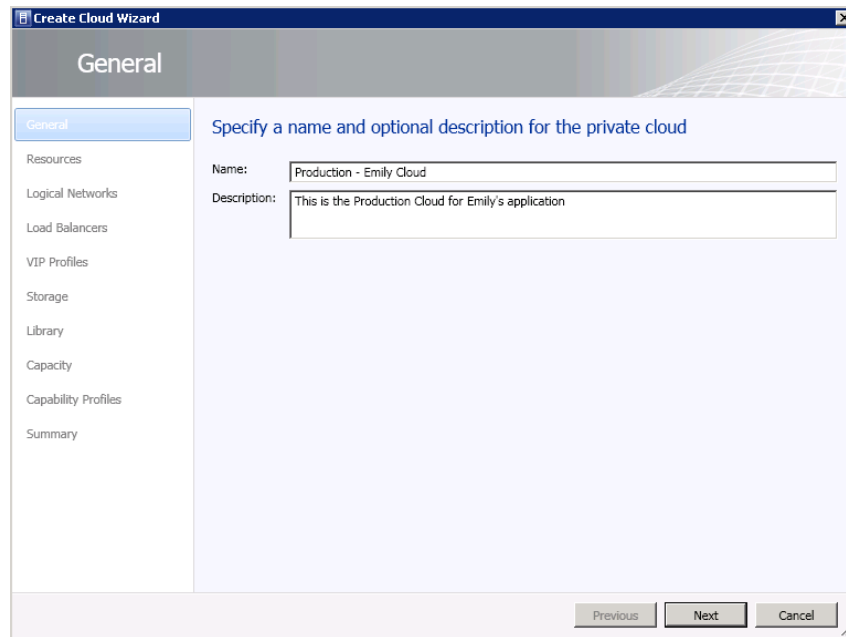 Create Cloud Wizard
General
General
Resources
Logical Networks
Load Balancers
VIP Profiles
Storage
Library
Capacity
Capability Profiles
Summary
Specify a name and optional description for the private cloud
Name: Production - Emily Cloud
Description: This is the Production Cloud for Emily's application
Previous Next Cancel